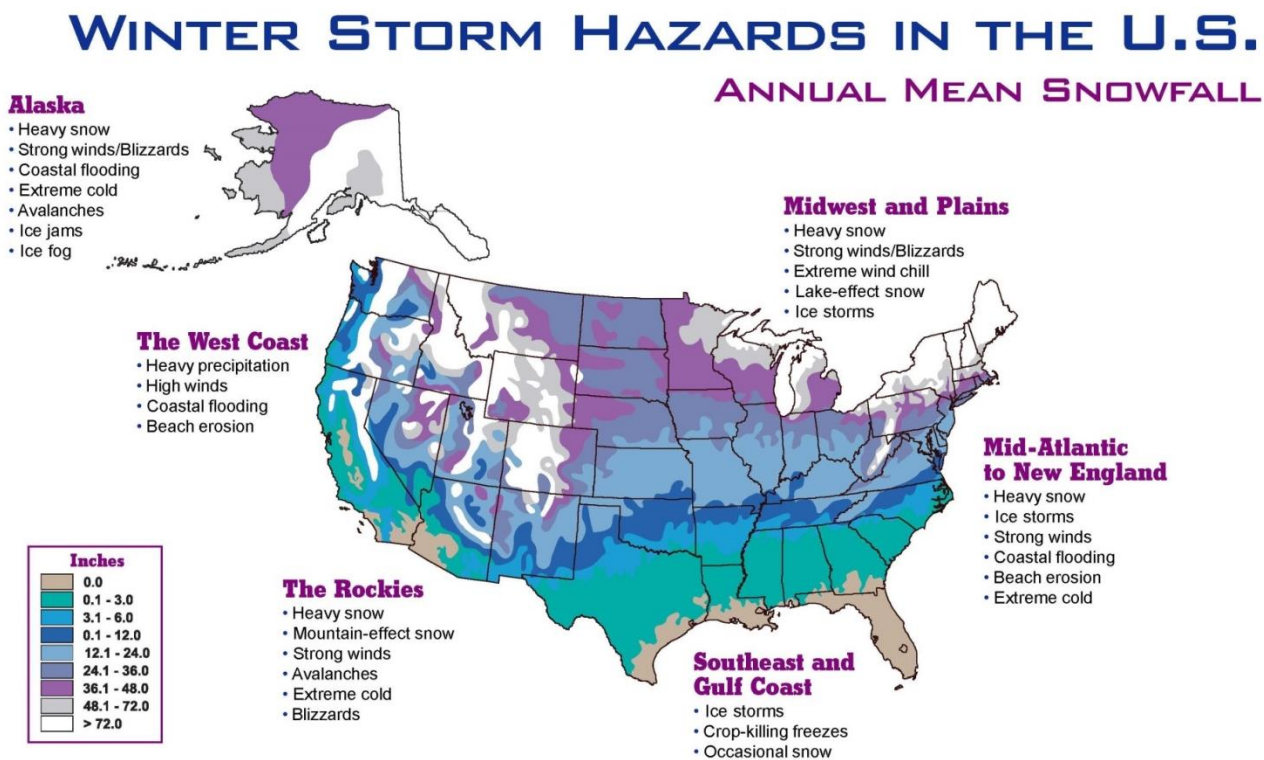 WINTER STORM HAZARDS IN THE U.S.
ANNUAL MEAN SNOWFALL
Alaska
• Heavy snow
• Strong winds/Blizzards
• Coastal flooding
• Extreme cold
• Avalanches
• Ice jams
• Ice fog
Midwest and Plains
• Heavy snow
• Strong winds/Blizzards
• Extreme wind chill
• Lake-effect snow
• Ice storms
The West Coast
• Heavy precipitation
• High winds
• Coastal flooding
• Beach erosion
Mid-Atlantic
to New England
• Heavy snow
• Ice storms
• Strong winds
• Coastal flooding
• Beach erosion
• Extreme cold
Inches
0.0
0.1 - 3.0
3.1 - 6.0
0.1 - 12.0
12.1 - 24.0
24.1 - 36.0
36.1 - 48.0
48.1 - 72.0
> 72.0
The Rockies
• Heavy snow
• Mountain-effect snow
• Strong winds
• Avalanches
• Extreme cold
• Blizzards
Southeast and
Gulf Coast
• Ice storms
• Crop-killing freezes
• Occasional snow